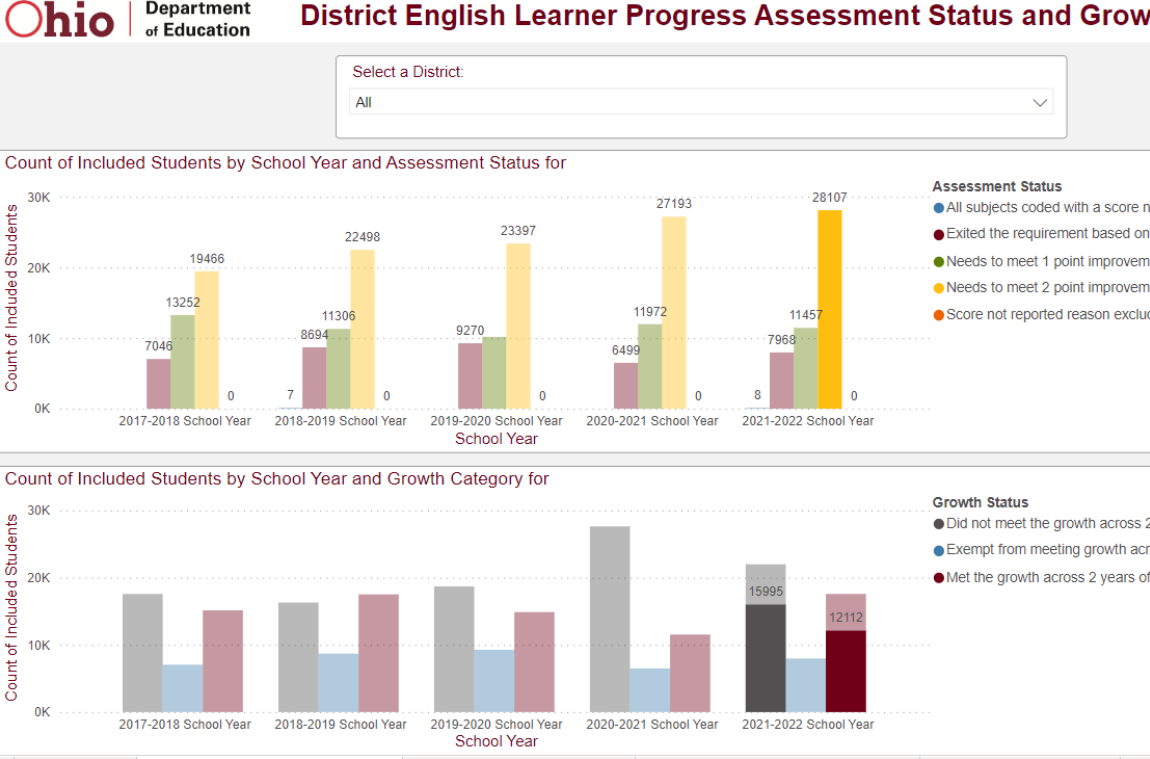 Ohio Department of Education
District English Learner Progress Assessment Status and Grow
Select a District:
All
Count of Included Students by School Year and Assessment Status for
Count of Included Students
30K
20K
10K
0K
7046
13252
19466
0
7
8694
11306
22498
0
9270
23397
0
6499
11972
27193
0
8
7968
11457
28107
0
2017-2018 School Year
2018-2019 School Year
2019-2020 School Year
2020-2021 School Year
2021-2022 School Year
School Year
Assessment Status
All subjects coded with a score n
Exited the requirement based on
Needs to meet 1 point improvem
Needs to meet 2 point improvem
Score not reported reason exclu
Count of Included Students by School Year and Growth Category for
Count of Included Students
30K
20K
10K
0K
15995
12112
2017-2018 School Year
2018-2019 School Year
2019-2020 School Year
2020-2021 School Year
2021-2022 School Year
School Year
Growth Status
Did not meet the growth across 2
Exempt from meeting growth acr
Met the growth across 2 years of